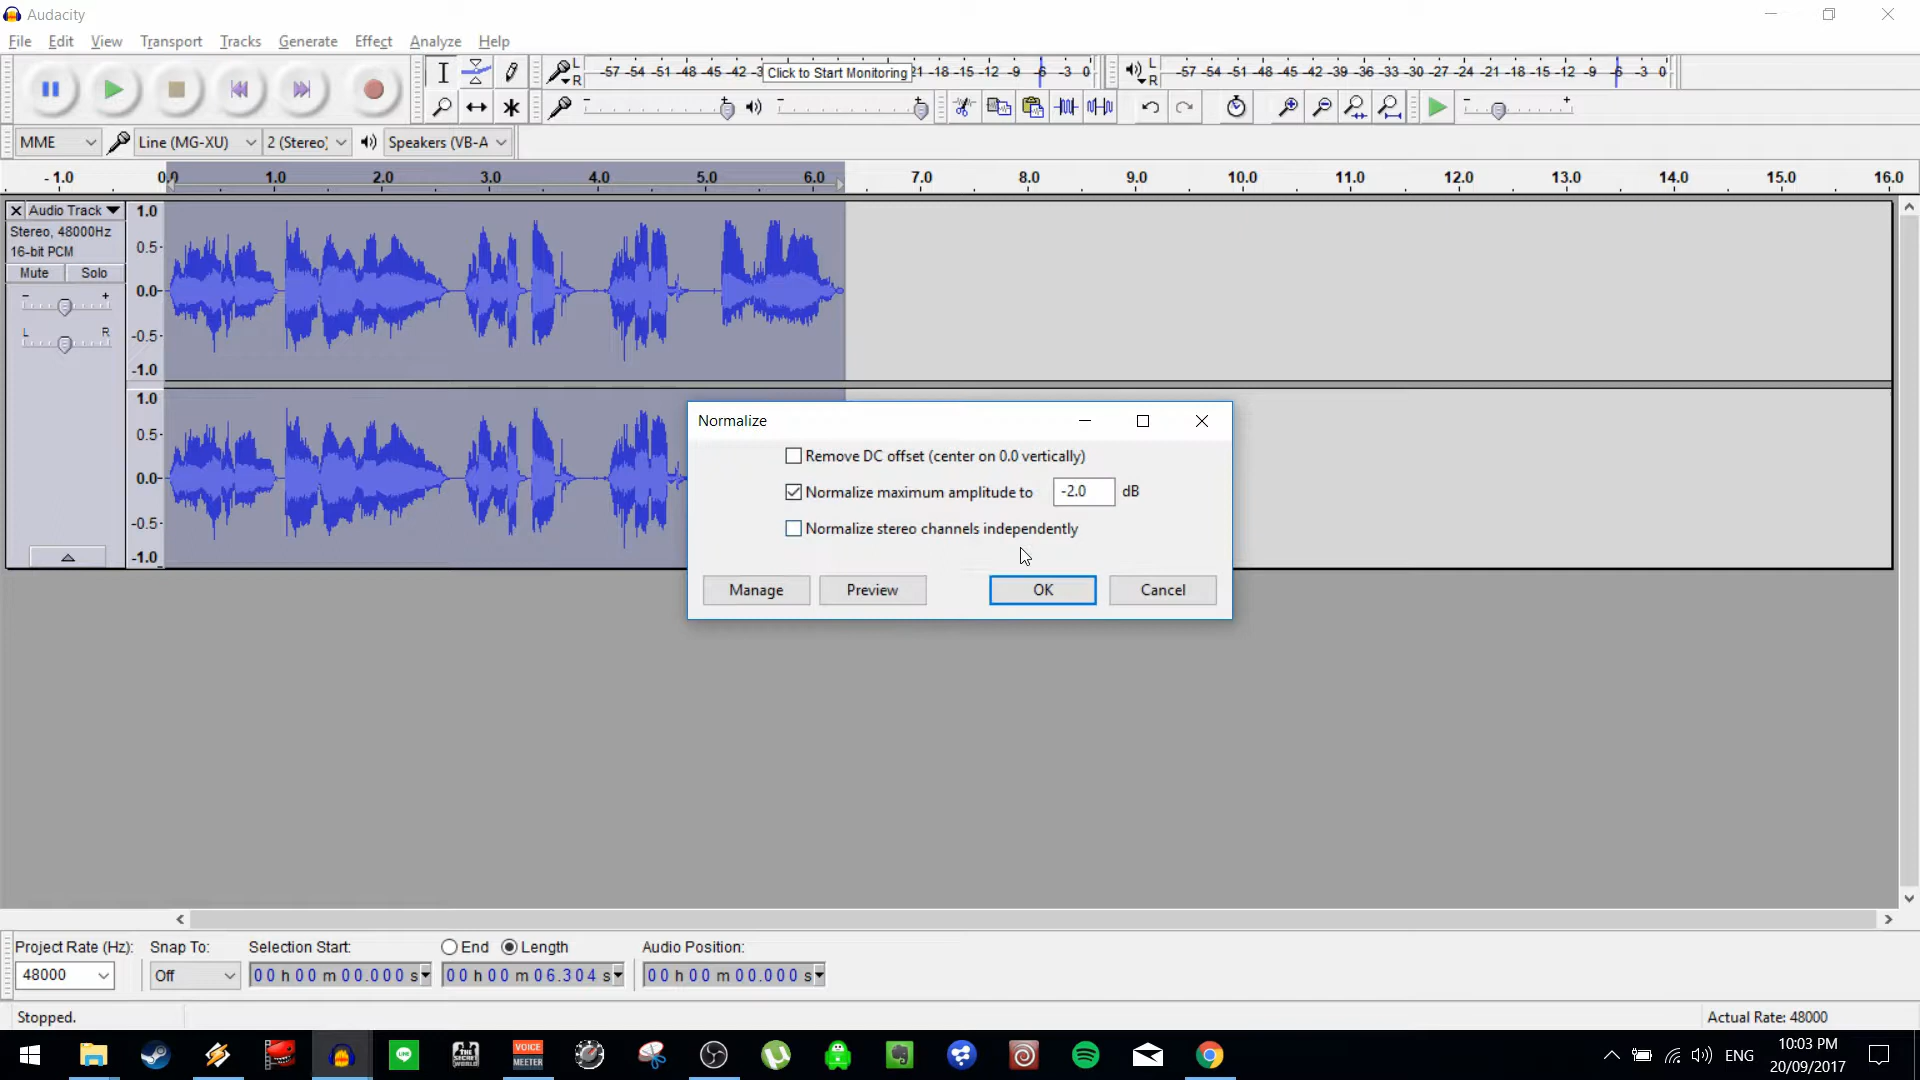 Audacity
File Edit View Transport Tracks Generate Effect Analyze Help
L
R
-57 -54 -51 -48 -45 -42 -3
Click to Start Monitoring
21 -18 -15 -12 -9 -6 -3 0
L
R
-57 -54 -51 -48 -45 -42 -39 -36 -33 -30 -27 -24 -21 -18 -15 -12 -9 -6 -3 0
- +
- +
- +
MME Line (MG-XU) 2 (Stereo) Speakers (VB-A
- 1.0 0.0 1.0 2.0 3.0 4.0 5.0 6.0 7.0 8.0 9.0 10.0 11.0 12.0 13.0 14.0 15.0 16.0
Audio Track
Stereo, 48000Hz
16-bit PCM
Mute Solo
- +
L R
1.0
0.5
0.0
-0.5
-1.0
1.0
0.5
0.0
-0.5
-1.0
Normalize
Remove DC offset (center on 0.0 vertically)
Normalize maximum amplitude to -2.0 dB
Normalize stereo channels independently
Manage Preview OK Cancel
Project Rate (Hz): Snap To: Selection Start: End Length Audio Position:
48000 Off 00 h 00 m 00.000 s 00 h 00 m 06.304 s 00 h 00 m 00.000 s
Stopped. Actual Rate: 48000
LINE
THE SECRET WORLD
VOICE
MEETER
ENG
10:03 PM
20/09/2017